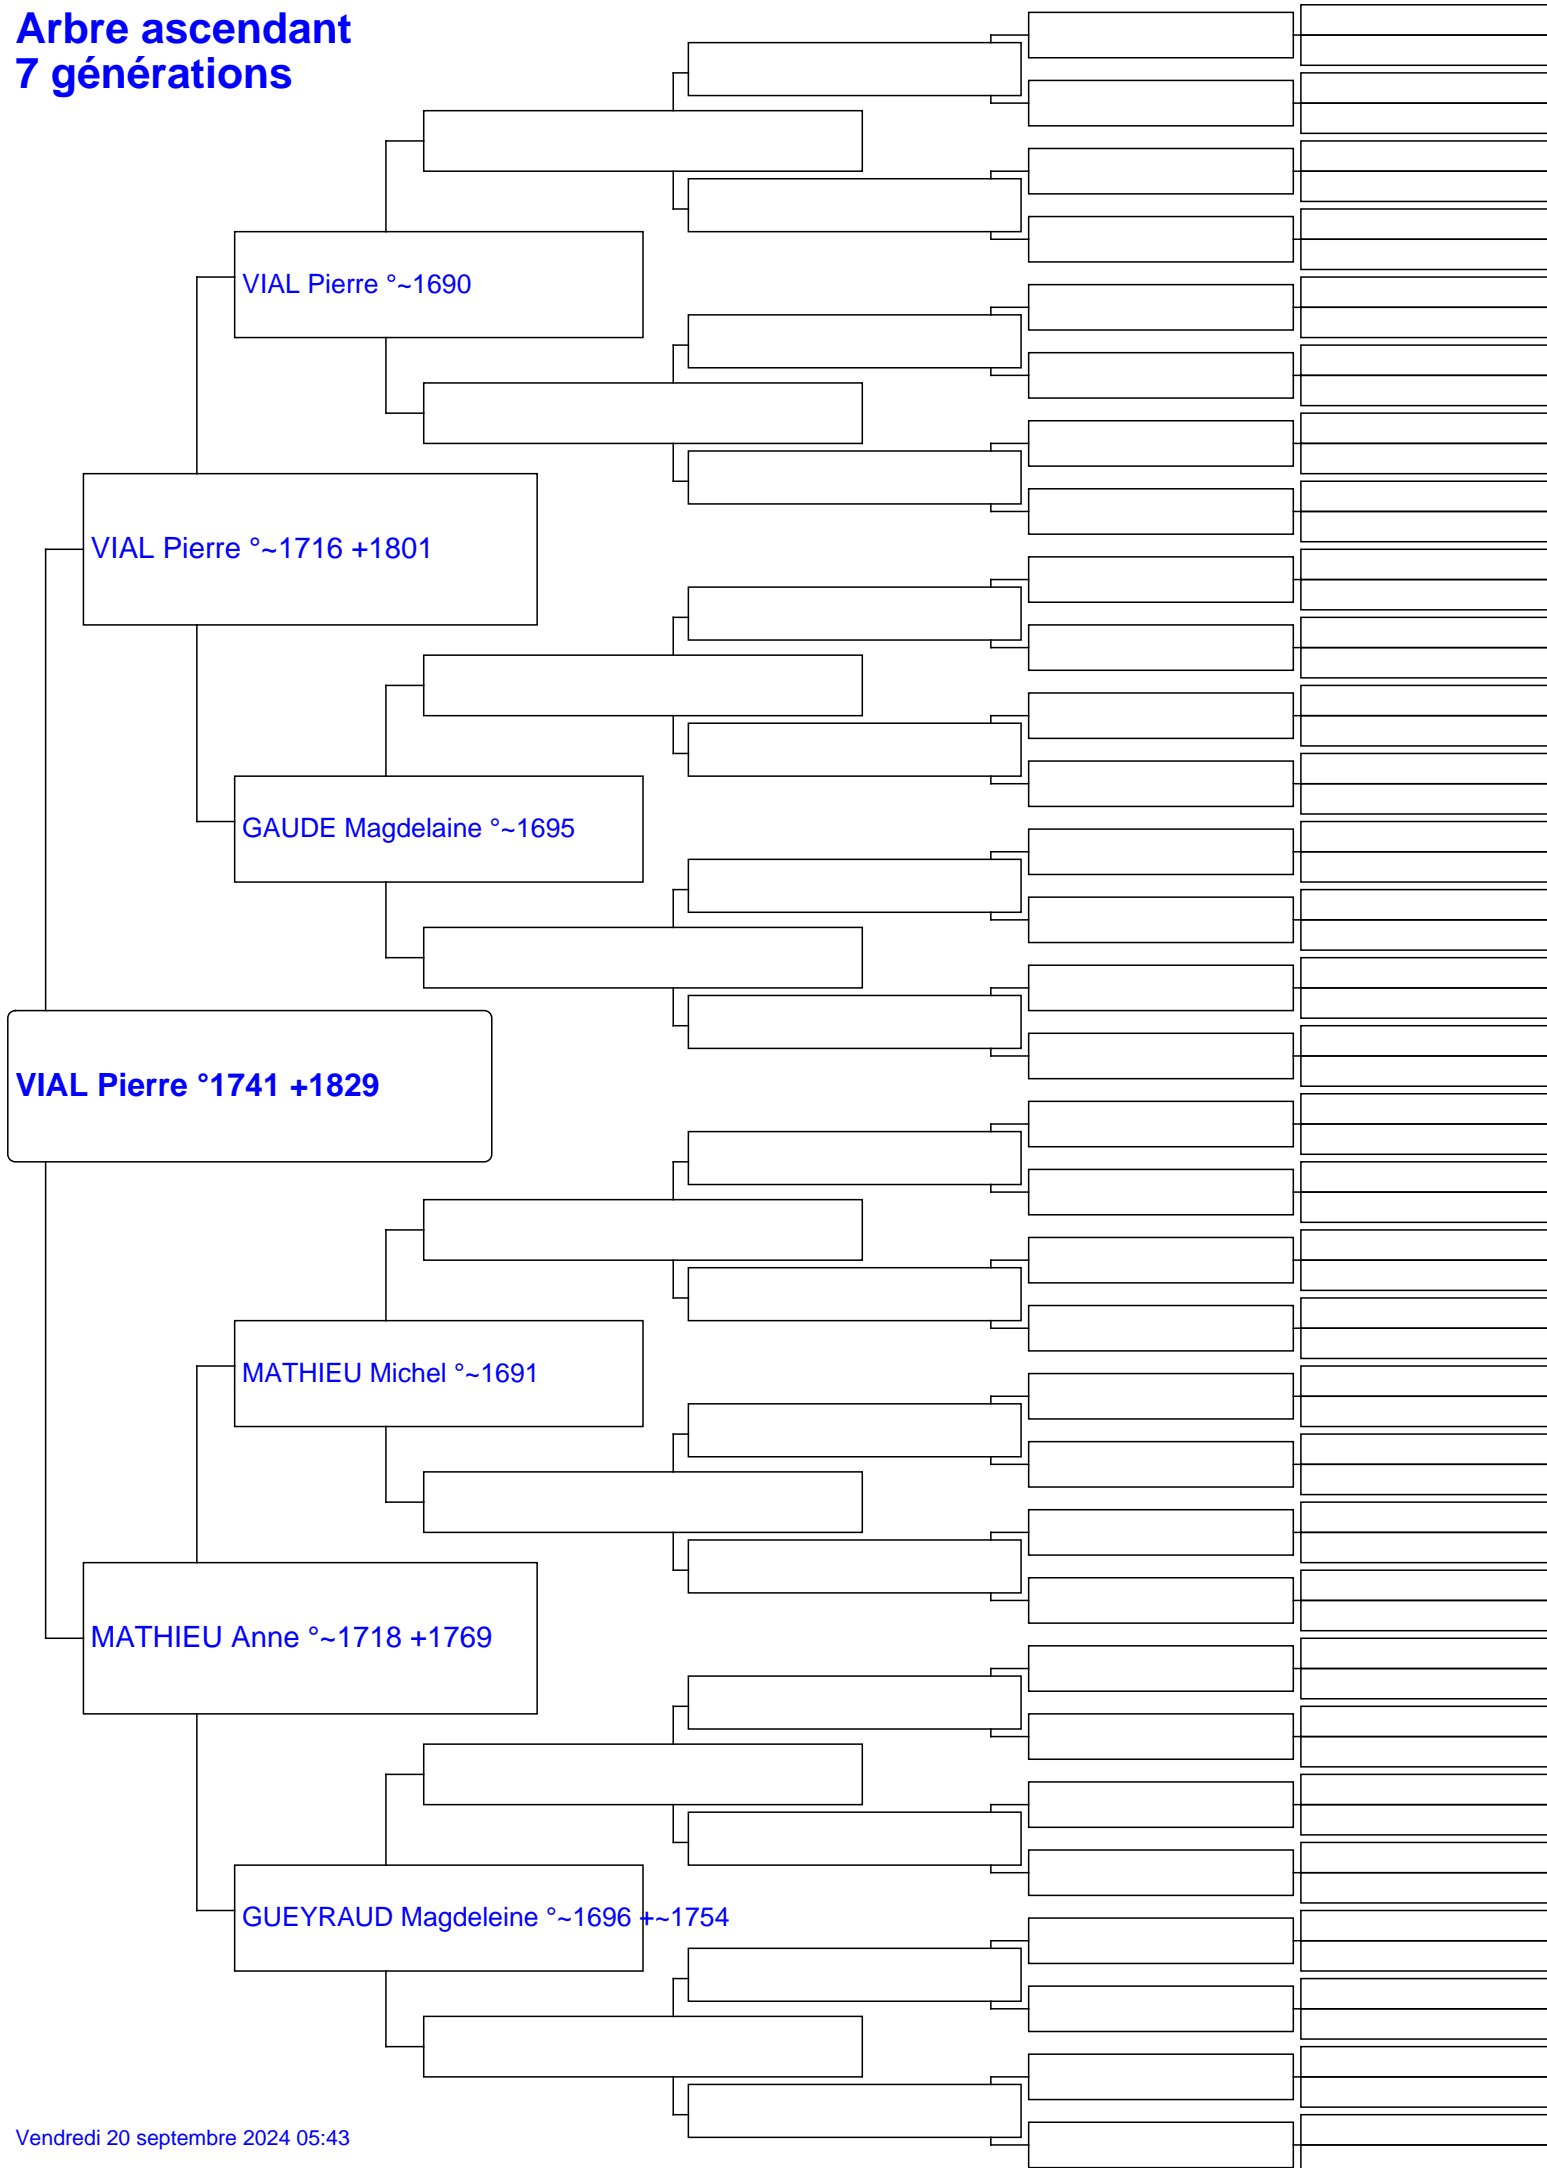 Arbre ascendant
7 générations
VIAL Pierre °~1690
VIAL Pierre °~1716 +1801
GAUDE Magdelaine °~1695
VIAL Pierre °1741 +1829
MATHIEU Michel °~1691
MATHIEU Anne °~1718 +1769
GUEYRAUD Magdeleine °~1696 +~1754
Vendredi 20 septembre 2024 05:43